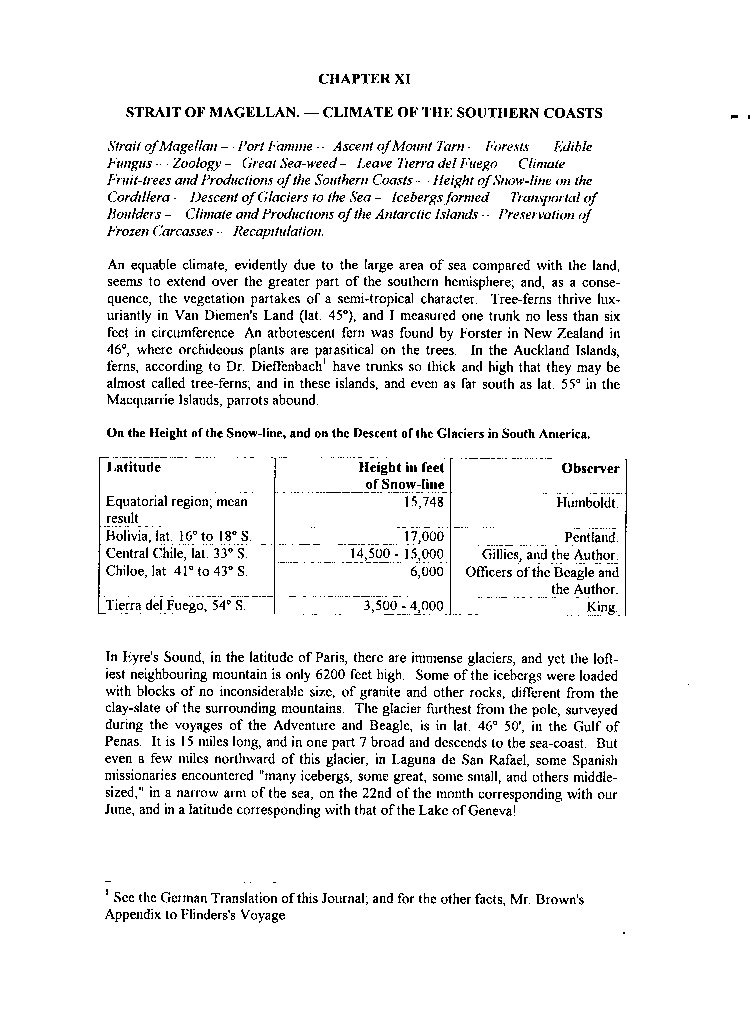 CHAPTER XI
STRAIT OF MAGELLAN. — CLIMATE OF THE SOUTHERN COASTS
Strait of Magellan – Port Famine -- Ascent of Mount Tarn - Forests Edible
Fungus -- Zoology – Great Sea-weed – Leave Tierra del Fuego Climate
Fruit-trees and Productions of the Southern Coasts -- Height of Snow-line on the
Cordillera - Descent of Glaciers to the Sea – Icebergs formed Transportal of
Boulders – Climate and Productions of the Antarctic Islands -- Preservation of
Frozen Carcasses -- Recapitulation.
An equable climate, evidently due to the large area of sea compared with the land,
seems to extend over the greater part of the southern hemisphere; and, as a conse-
quence, the vegetation partakes of a semi-tropical character. Tree-ferns thrive lux-
uriantly in Van Diemen's Land (lat. 45°), and I measured one trunk no less than six
feet in circumference An arborescent fern was found by Forster in New Zealand in
46°, where orchideous plants are parasitical on the trees. In the Auckland Islands,
ferns, according to Dr. Dieffenbach¹ have trunks so thick and high that they may be
almost called tree-ferns; and in these islands, and even as far south as lat. 55° in the
Macquarrie Islands, parrots abound.
On the Height of the Snow-line, and on the Descent of the Glaciers in South America.
Latitude Height in feet Observer
of Snow-line
Equatorial region; mean 15,748 Humboldt.
result
Bolivia, lat. 16° to 18° S. 17,000 Pentland.
Central Chile, lat. 33° S. 14,500 - 15,000 Gillies, and the Author.
Chiloe, lat 41° to 43° S. 6,000 Officers of the Beagle and
the Author.
Tierra del Fuego, 54° S. 3,500 - 4,000 King.
In Eyre's Sound, in the latitude of Paris, there are immense glaciers, and yet the loft-
iest neighbouring mountain is only 6200 feet high. Some of the icebergs were loaded
with blocks of no inconsiderable size, of granite and other rocks, different from the
clay-slate of the surrounding mountains. The glacier furthest from the pole, surveyed
during the voyages of the Adventure and Beagle, is in lat. 46° 50', in the Gulf of
Penas. It is 15 miles long, and in one part 7 broad and descends to the sea-coast. But
even a few miles northward of this glacier, in Laguna de San Rafael, some Spanish
missionaries encountered "many icebergs, some great, some small, and others middle-
sized," in a narrow arm of the sea, on the 22nd of the month corresponding with our
June, and in a latitude corresponding with that of the Lake of Geneva!
¹ See the German Translation of this Journal; and for the other facts, Mr. Brown's
Appendix to Flinders's Voyage